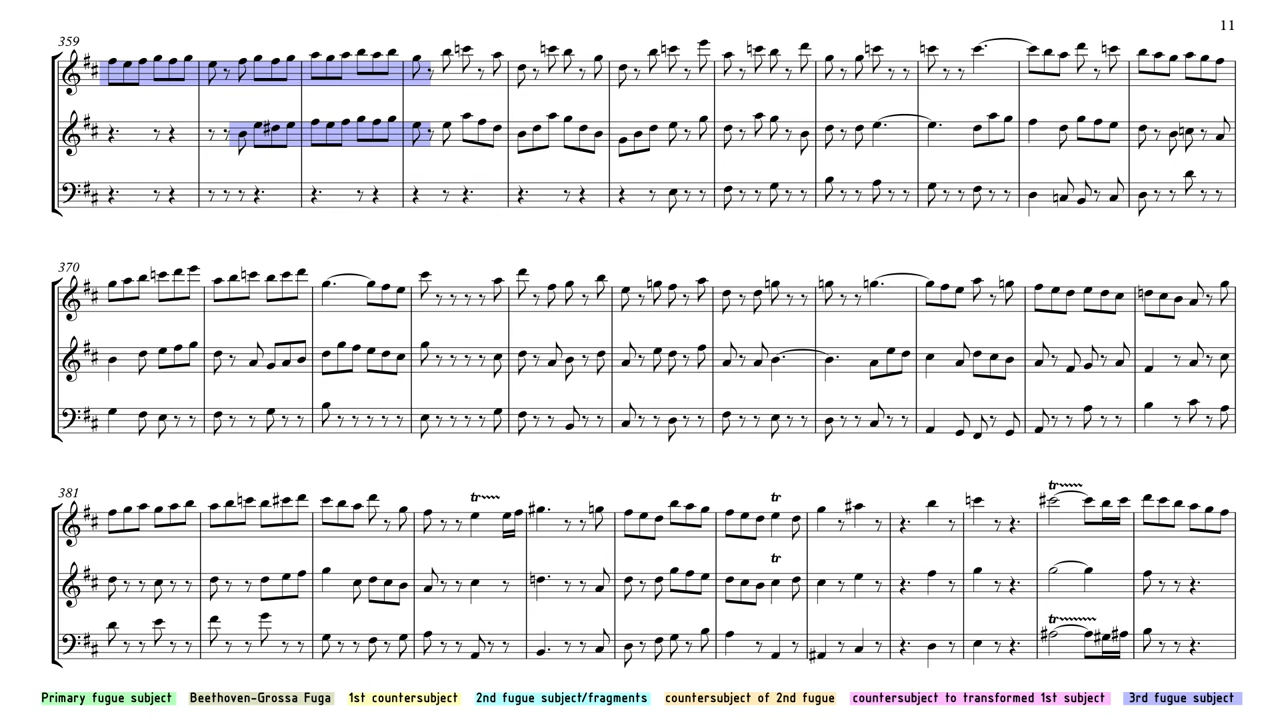 11
359
370
381
tr
tr
tr
tr
tr
Primary fugue subject Beethoven-Grossa Fuga 1st countersubject 2nd fugue subject/fragments countersubject of 2nd fugue countersubject to transformed 1st subject 3rd fugue subject